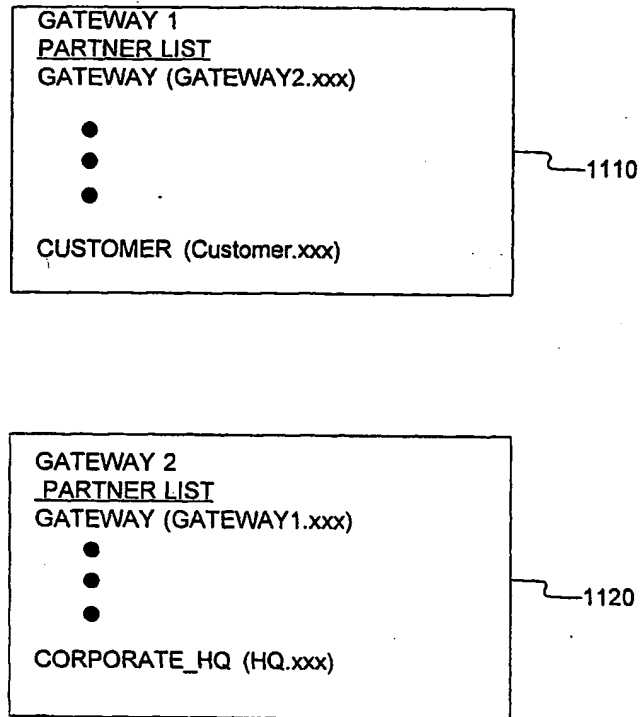 GATEWAY 1
PARTNER LIST
GATEWAY (GATEWAY2.xxx)
1110
CUSTOMER (Customer.xxx)
GATEWAY 2
PARTNER LIST
GATEWAY (GATEWAY1.xxx)
1120
CORPORATE_HQ (HQ.xxx)